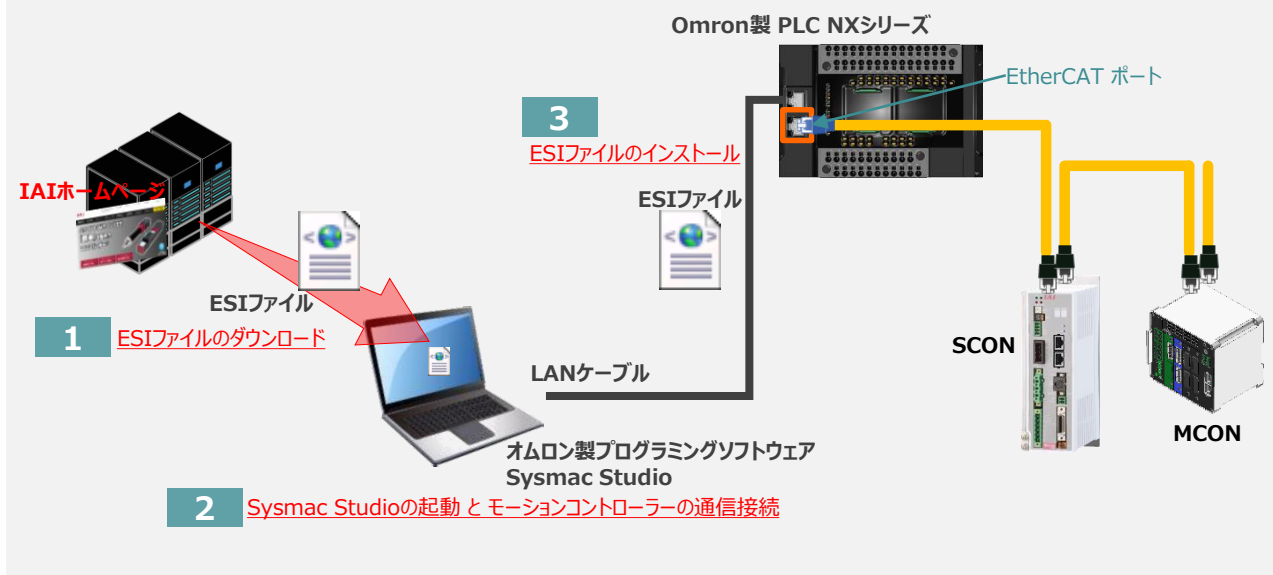 Omron製 PLC NXシリーズ
EtherCAT ポート
3
ESIファイルのインストール
IAIホームページ
ESIファイル
ESIファイル
1
ESIファイルのダウンロード
LANケーブル
SCON
MCON
オムロン製プログラミングソフトウェア
Sysmac Studio
2
Sysmac Studioの起動 と モーションコントローラーの通信接続